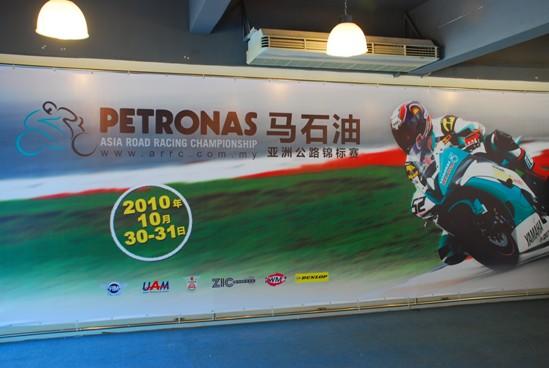 PETRONAS 马石油
ASIA ROAD RACING CHAMPIONSHIP 亚洲公路锦标赛
www.arrc.com.my
2010年
10月
30-31日
UAM ZIC DUNLOP
YAMAHA